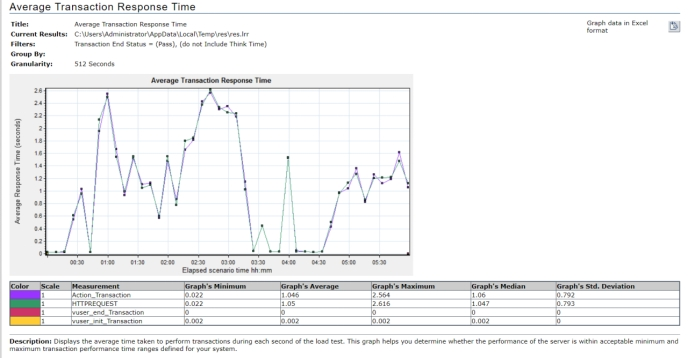 Average Transaction Response Time
Title: Average Transaction Response Time
Graph data in Excel format
Current Results: C:\Users\Administrator\AppData\Local\Temp\res\res.lrr
Filters: Transaction End Status = (Pass), (do not Include Think Time)
Group By:
Granularity: 512 Seconds
Average Transaction Response Time
Average Response Time (seconds)
2.6
2.4
2.2
2
1.8
1.6
1.4
1.2
1
0.8
0.6
0.4
0.2
0
00:30 01:00 01:30 02:00 02:30 03:00 03:30 04:00 04:30 05:00 05:30
Elapsed scenario time hh:mm
Color Scale Measurement Graph's Minimum Graph's Average Graph's Maximum Graph's Median Graph's Std. Deviation
1 Action_Transaction 0.022 1.046 2.564 1.06 0.792
1 HTTPREQUEST 0.022 1.05 2.616 1.047 0.793
1 vuser_end_Transaction 0 0 0 0 0
1 vuser_init_Transaction 0.002 0.002 0.002 0.002 0
Description: Displays the average time taken to perform transactions during each second of the load test. This graph helps you determine whether the performance of the server is within acceptable minimum and
maximum transaction performance time ranges defined for your system.